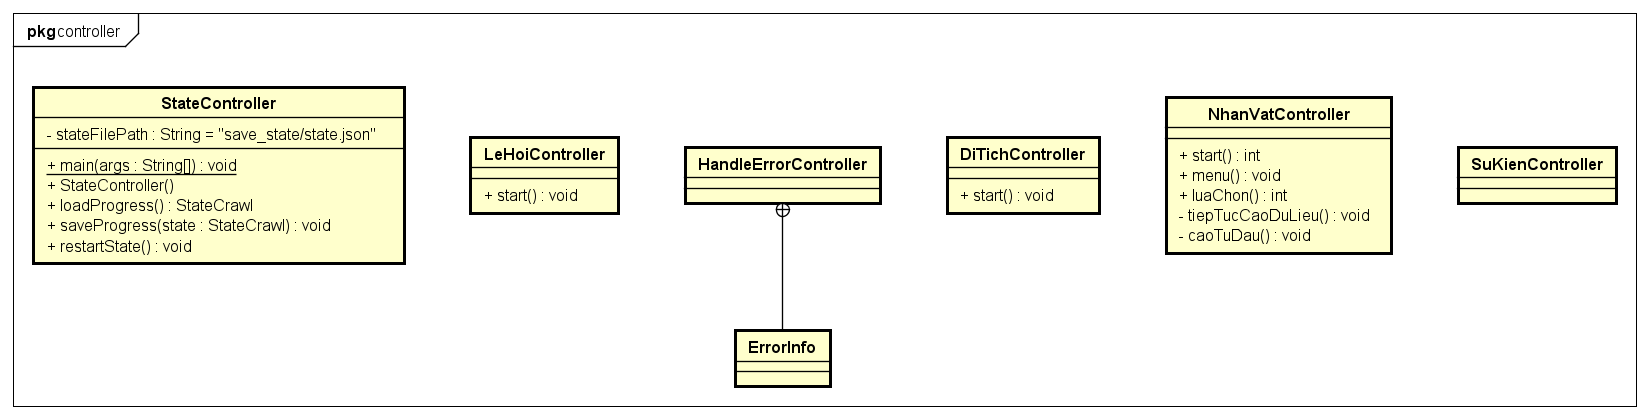 pkg controller
StateController
- stateFilePath : String = "save_state/state.json"
+ main(args : String[]) : void
+ StateController()
+ loadProgress() : StateCrawl
+ saveProgress(state : StateCrawl) : void
+ restartState() : void
LeHoiController
+ start() : void
HandleErrorController
ErrorInfo
DiTichController
+ start() : void
NhanVatController
+ start() : int
+ menu() : void
+ luaChon() : int
- tiepTucCaoDuLieu() : void
- caoTuDau() : void
SuKienController